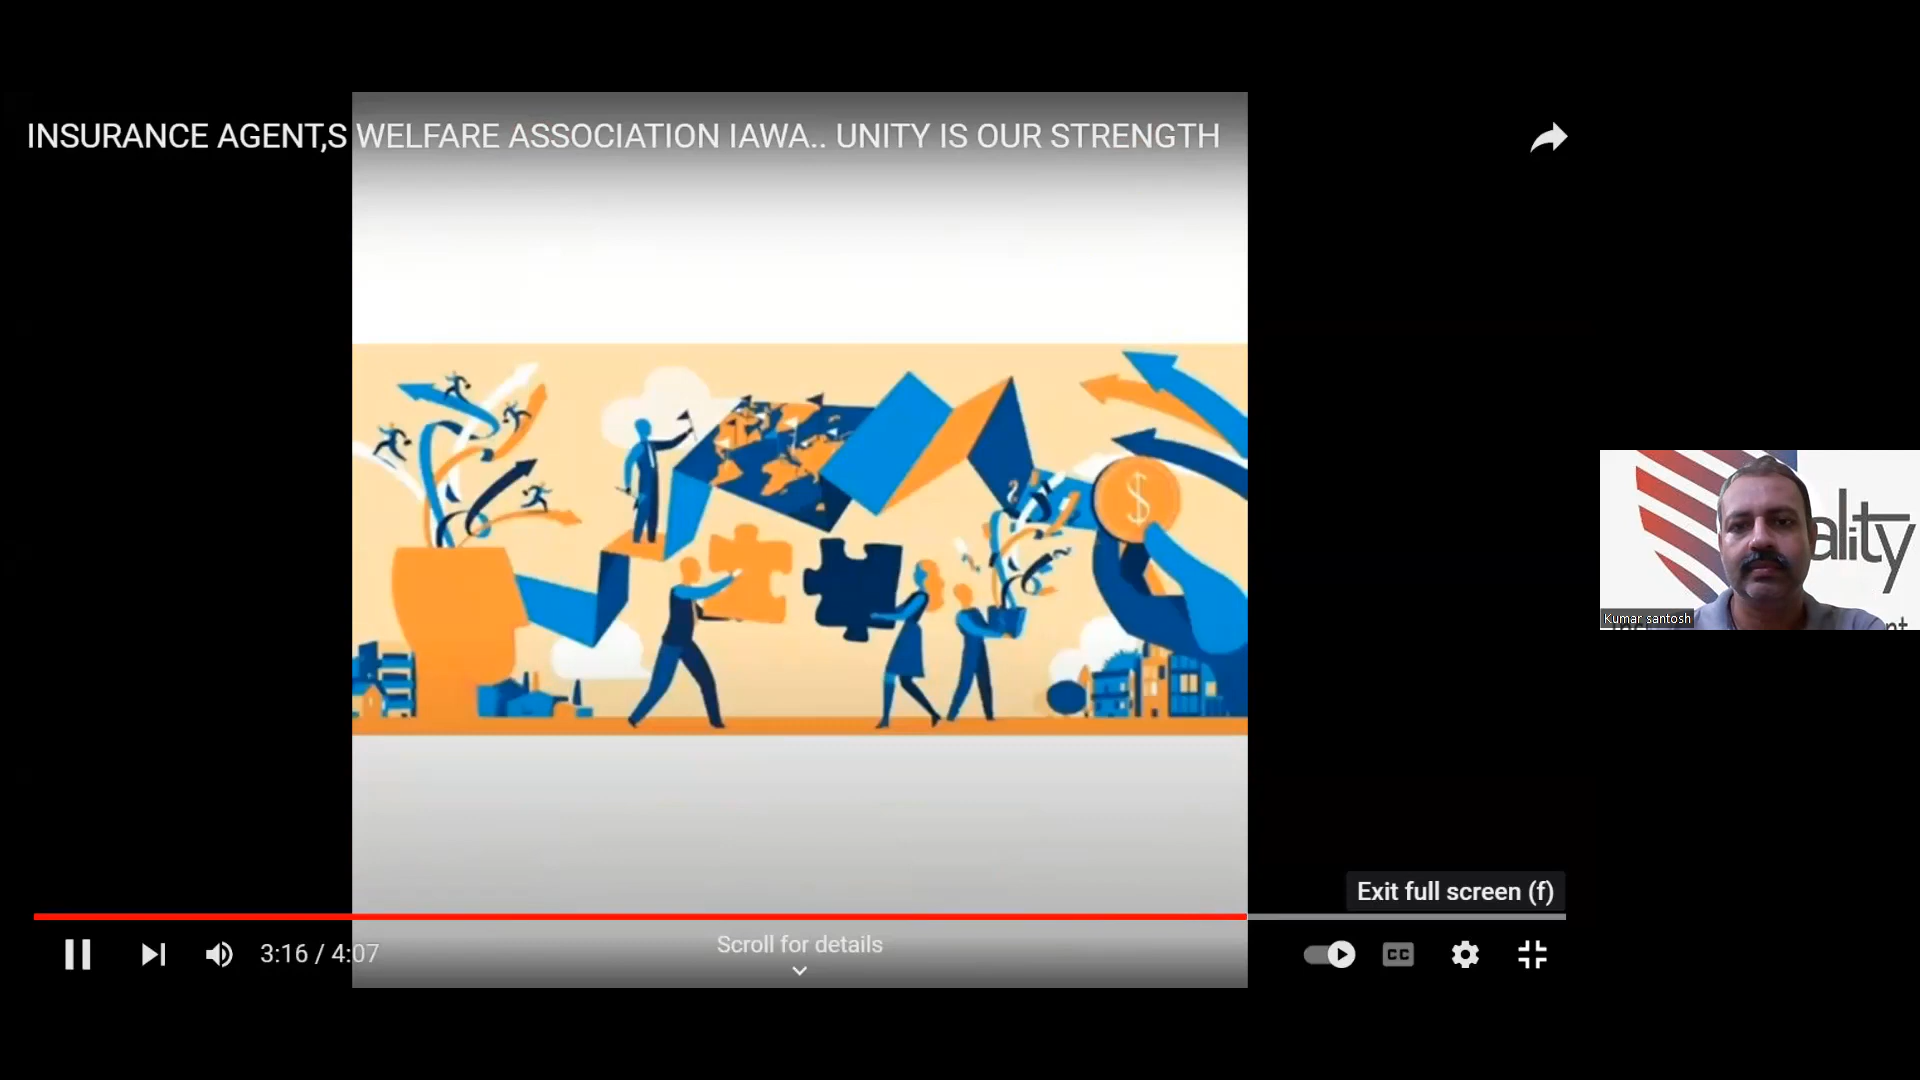 INSURANCE AGENT,S WELFARE ASSOCIATION IAWA.. UNITY IS OUR STRENGTH
$
ality
Kumar santosh
Exit full screen (f)
Scroll for details
3:16 / 4:07
CC